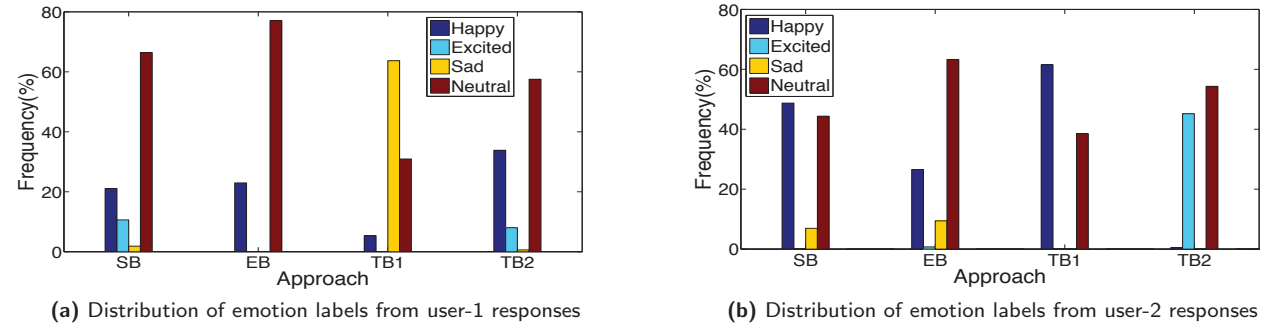 80
60
40
20
0
Frequency(%)
Happy
Excited
Sad
Neutral
SB EB TB1 TB2
Approach
(a) Distribution of emotion labels from user-1 responses
80
60
40
20
0
Frequency(%)
Happy
Excited
Sad
Neutral
SB EB TB1 TB2
Approach
(b) Distribution of emotion labels from user-2 responses